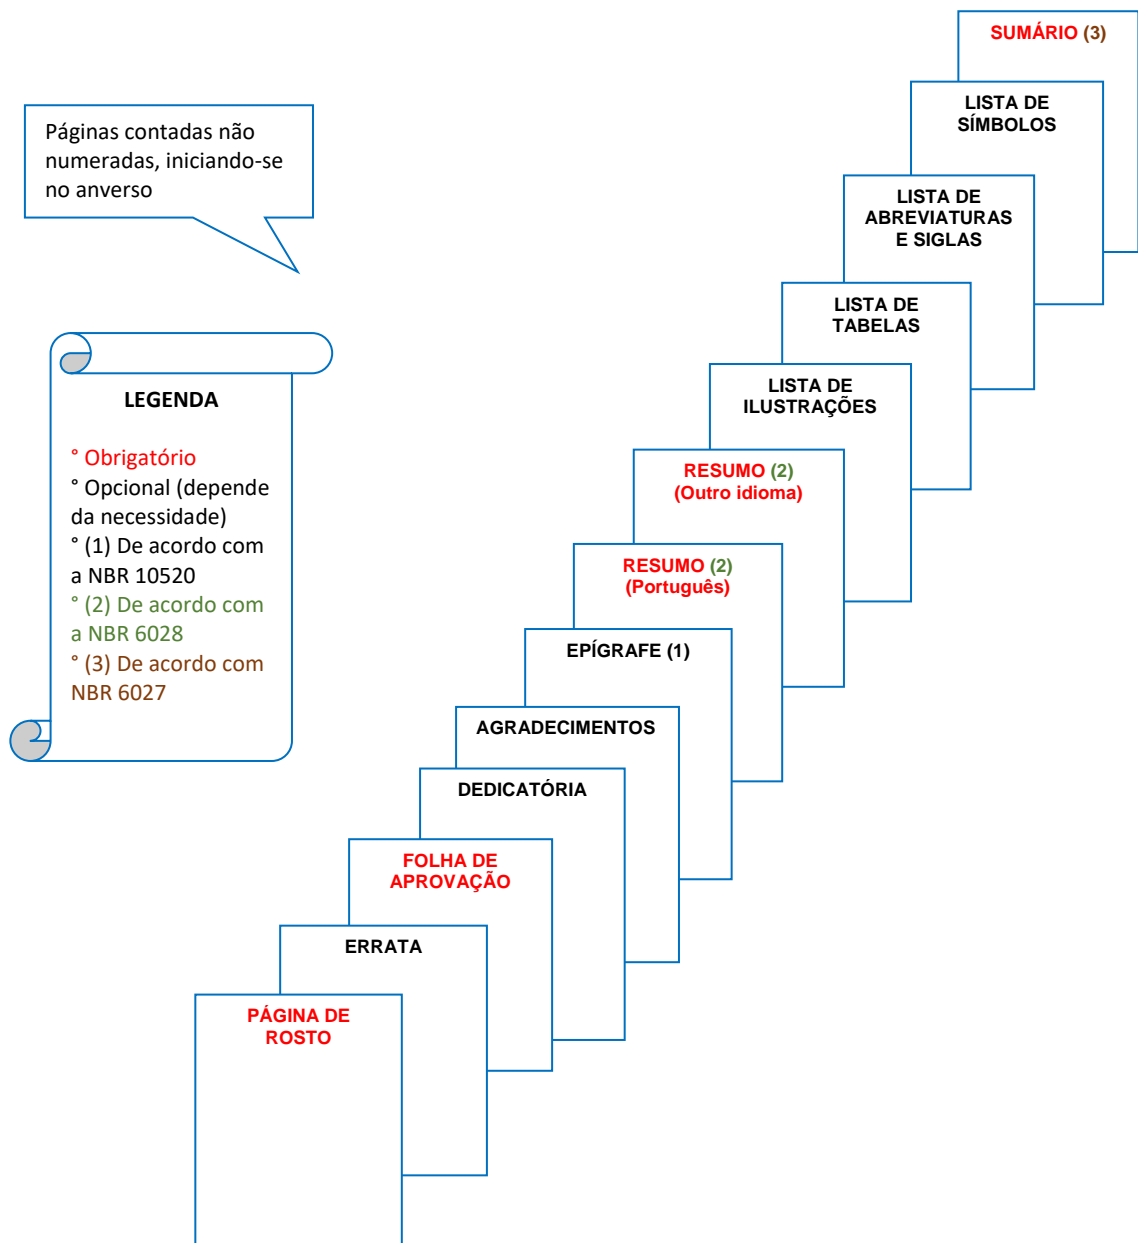 SUMÁRIO (3)
LISTA DE
SÍMBOLOS
Páginas contadas não
numeradas, iniciando-se
no anverso
LISTA DE
ABREVIATURAS
E SIGLAS
LISTA DE
TABELAS
LISTA DE
ILUSTRAÇÕES
LEGENDA
° Obrigatório
° Opcional (depende
da necessidade)
° (1) De acordo com
a NBR 10520
° (2) De acordo com
a NBR 6028
° (3) De acordo com
NBR 6027
RESUMO (2)
(Outro idioma)
RESUMO (2)
(Português)
EPÍGRAFE (1)
AGRADECIMENTOS
DEDICATÓRIA
FOLHA DE
APROVAÇÃO
ERRATA
PÁGINA DE
ROSTO